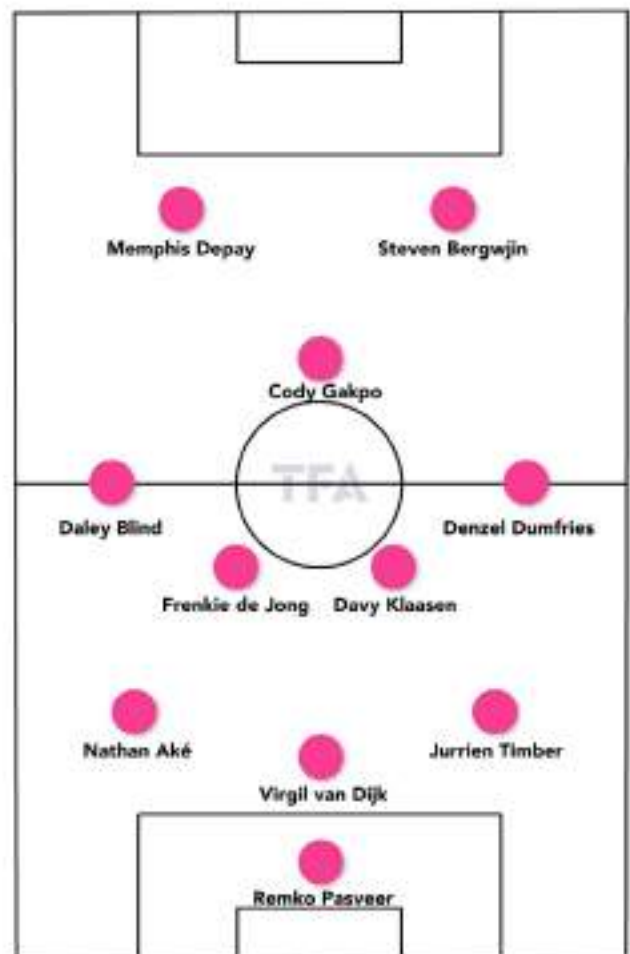 Memphis Depay
Steven Bergwjin
Cody Gakpo
TFA
Daley Blind
Denzel Dumfries
Frenkie de Jong
Davy Klaasen
Nathan Aké
Jurrien Timber
Virgil van Dijk
Remko Pasveer